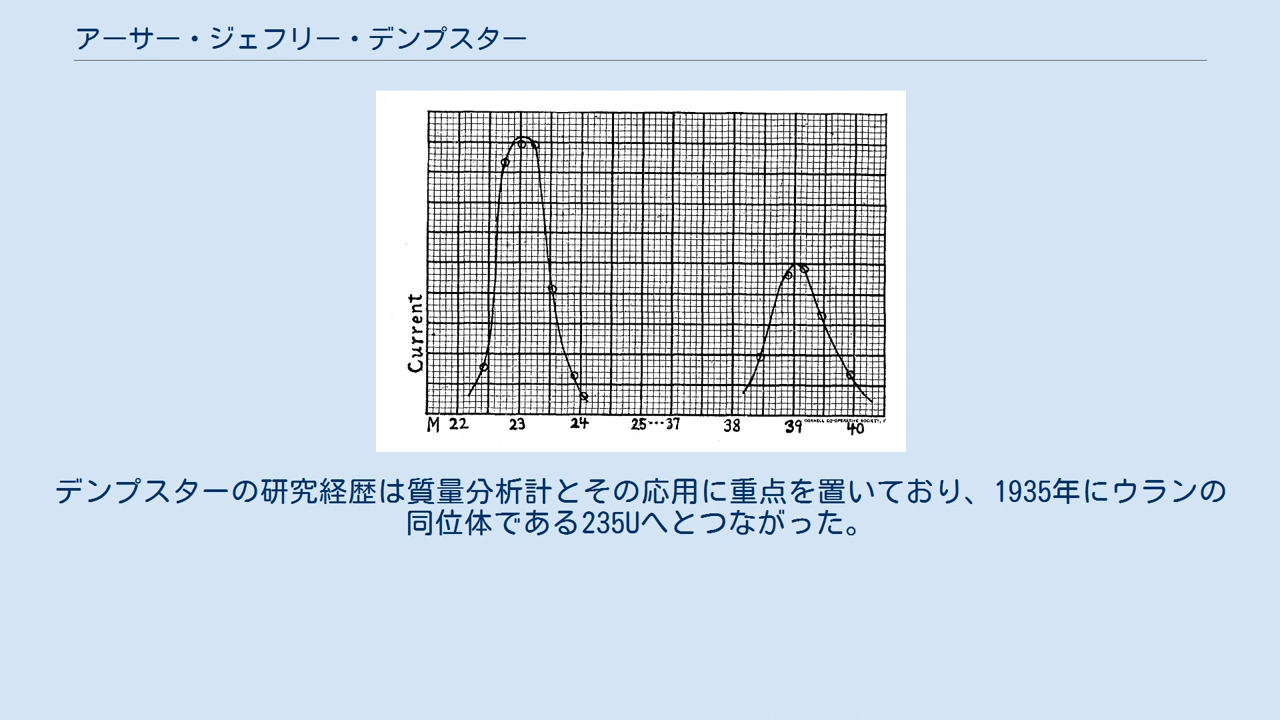 アーサー・ジェフリー・デンプスター
Current
M 22 23 24 25…37 38 39 40
CORNELL CO-OPERATIVE SOCIETY, I
デンプスターの研究経歴は質量分析計とその応用に重点を置いており、1935年にウランの
同位体である235Uへとつながった。